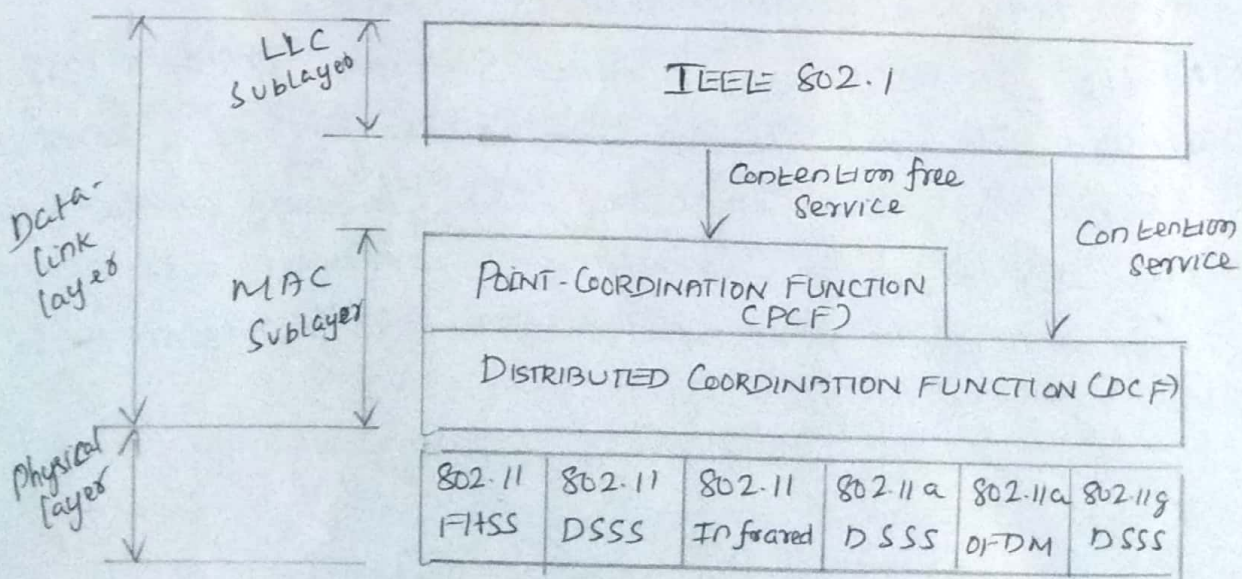 LLC
Sublayer
IEEE 802.1
Contention free
service
Contention
service
Data-
link
layer
MAC
Sublayer
POINT-COORDINATION FUNCTION
(PCF)
DISTRIBUTED COORDINATION FUNCTION (DCF)
Physical
layer
802.11
FHSS
802.11
DSSS
802.11
Infrared
802.11a
DSSS
802.11a
OFDM
802.11g
DSSS